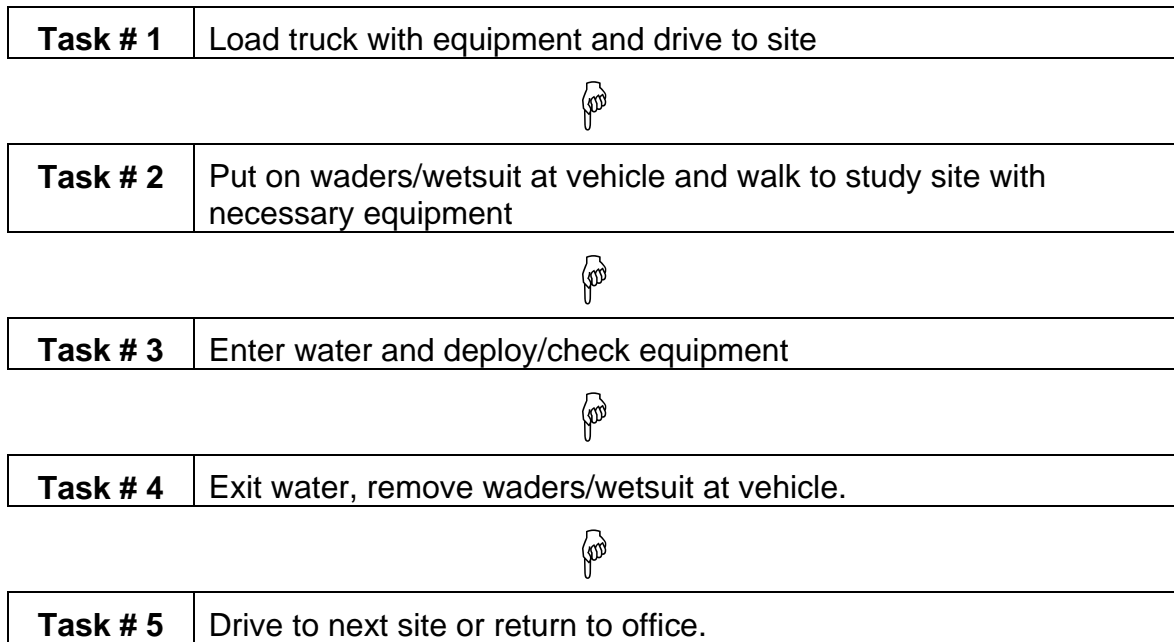 Task # 1 Load truck with equipment and drive to site
Task # 2 Put on waders/wetsuit at vehicle and walk to study site with
necessary equipment
Task # 3 Enter water and deploy/check equipment
Task # 4 Exit water, remove waders/wetsuit at vehicle.
Task # 5 Drive to next site or return to office.